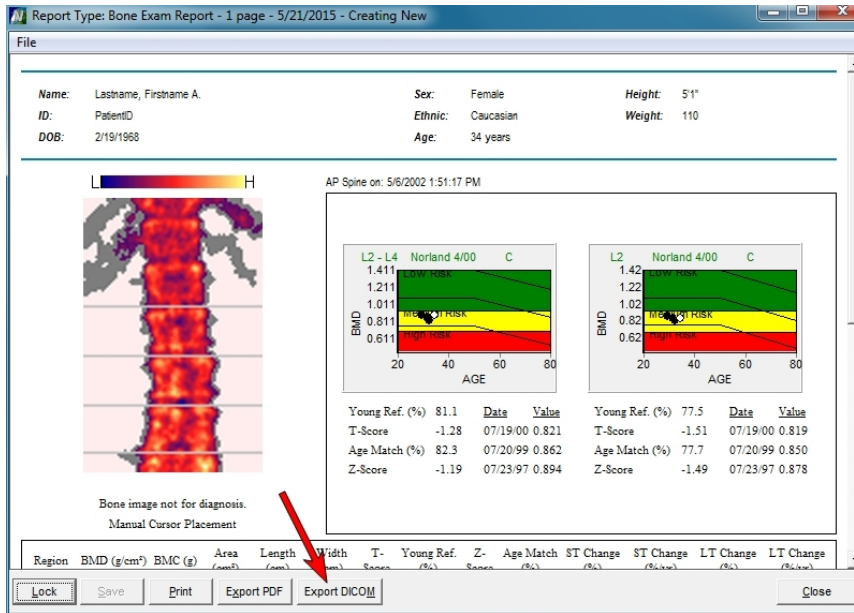 Report Type: Bone Exam Report - 1 page - 5/21/2015 - Creating New
File
Name: Lastname, Firstname A. Sex: Female Height: 5'1"
ID: PatientID Ethnic: Caucasian Weight: 110
DOB: 2/19/1968 Age: 34 years
L H
AP Spine on: 5/6/2002 1:51:17 PM
L2 - L4 Norland 4/00 C
1.411
1.211
1.011
0.811
0.611
BMD
Low Risk
Medium Risk
High Risk
20 40 60 80
AGE
L2 Norland 4/00 C
1.42
1.22
1.02
0.82
0.62
BMD
Low Risk
Medium Risk
High Risk
20 40 60 80
AGE
Young Ref. (%) 81.1 Date Value
T-Score -1.28 07/19/00 0.821
Age Match (%) 82.3 07/20/99 0.862
Z-Score -1.19 07/23/97 0.894
Young Ref. (%) 77.5 Date Value
T-Score -1.51 07/19/00 0.819
Age Match (%) 77.7 07/20/99 0.850
Z-Score -1.49 07/23/97 0.878
Bone image not for diagnosis.
Manual Cursor Placement
Region BMD (g/cm²) BMC (g) Area Length Width T- Young Ref. Z- Age Match ST Change ST Change LT Change LT Change
(cm²) (cm) (cm) Score (%) Score (%) (%) (%/yr) (%) (%/yr)
Lock Save Print Export PDF Export DICOM Close